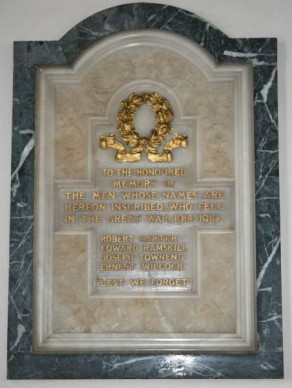 TO THE HONOURED
MEMORY OF
THE MEN WHOSE NAMES ARE
HEREON INSCRIBED WHO FELL
IN THE GREAT WAR, 1914-1919.
ROBERT CARTER
EDWARD RAMSKILL
JOSEPH TOWNEND
ERNEST WILCOCK
"LEST WE FORGET"